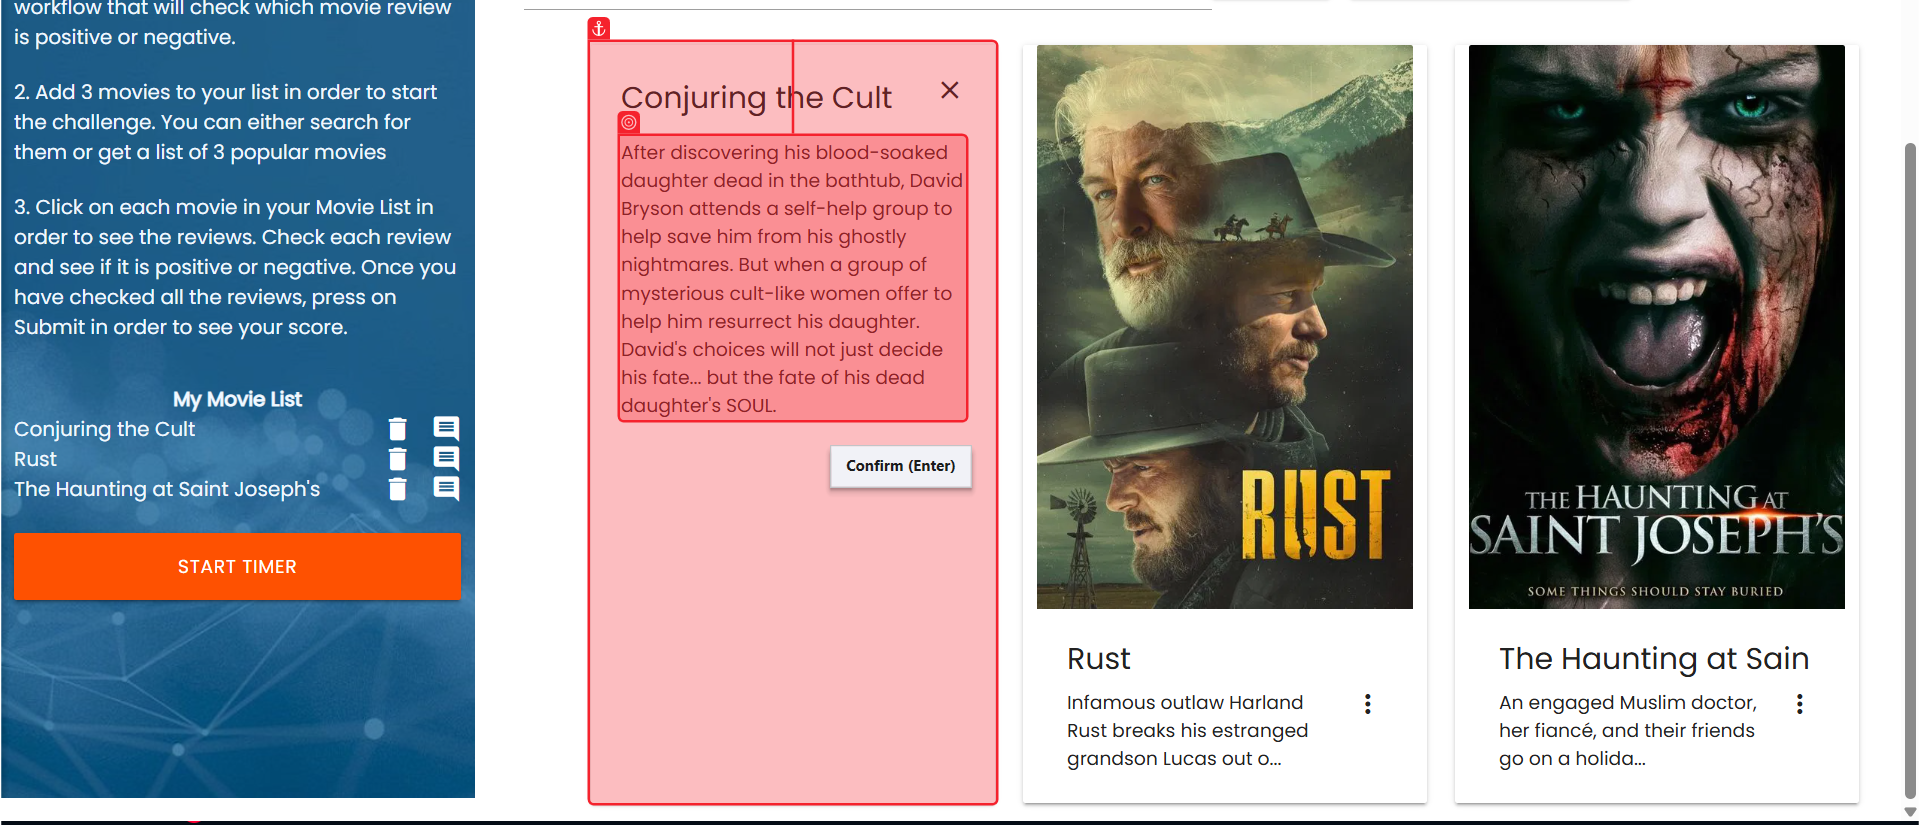 workflow that will check which movie review
is positive or negative.
2. Add 3 movies to your list in order to start
the challenge. You can either search for
them or get a list of 3 popular movies
3. Click on each movie in your Movie List in
order to see the reviews. Check each review
and see if it is positive or negative. Once you
have checked all the reviews, press on
Submit in order to see your score.
My Movie List
Conjuring the Cult
Rust
The Haunting at Saint Joseph's
START TIMER
Conjuring the Cult
After discovering his blood-soaked
daughter dead in the bathtub, David
Bryson attends a self-help group to
help save him from his ghostly
nightmares. But when a group of
mysterious cult-like women offer to
help him resurrect his daughter.
David's choices will not just decide
his fate... but the fate of his dead
daughter's SOUL.
Confirm (Enter)
RUST
Rust
Infamous outlaw Harland
Rust breaks his estranged
grandson Lucas out o...
THE HAUNTING AT
SAINT JOSEPH'S
SOME THINGS SHOULD STAY BURIED
The Haunting at Sain
An engaged Muslim doctor,
her fiancé, and their friends
go on a holida...